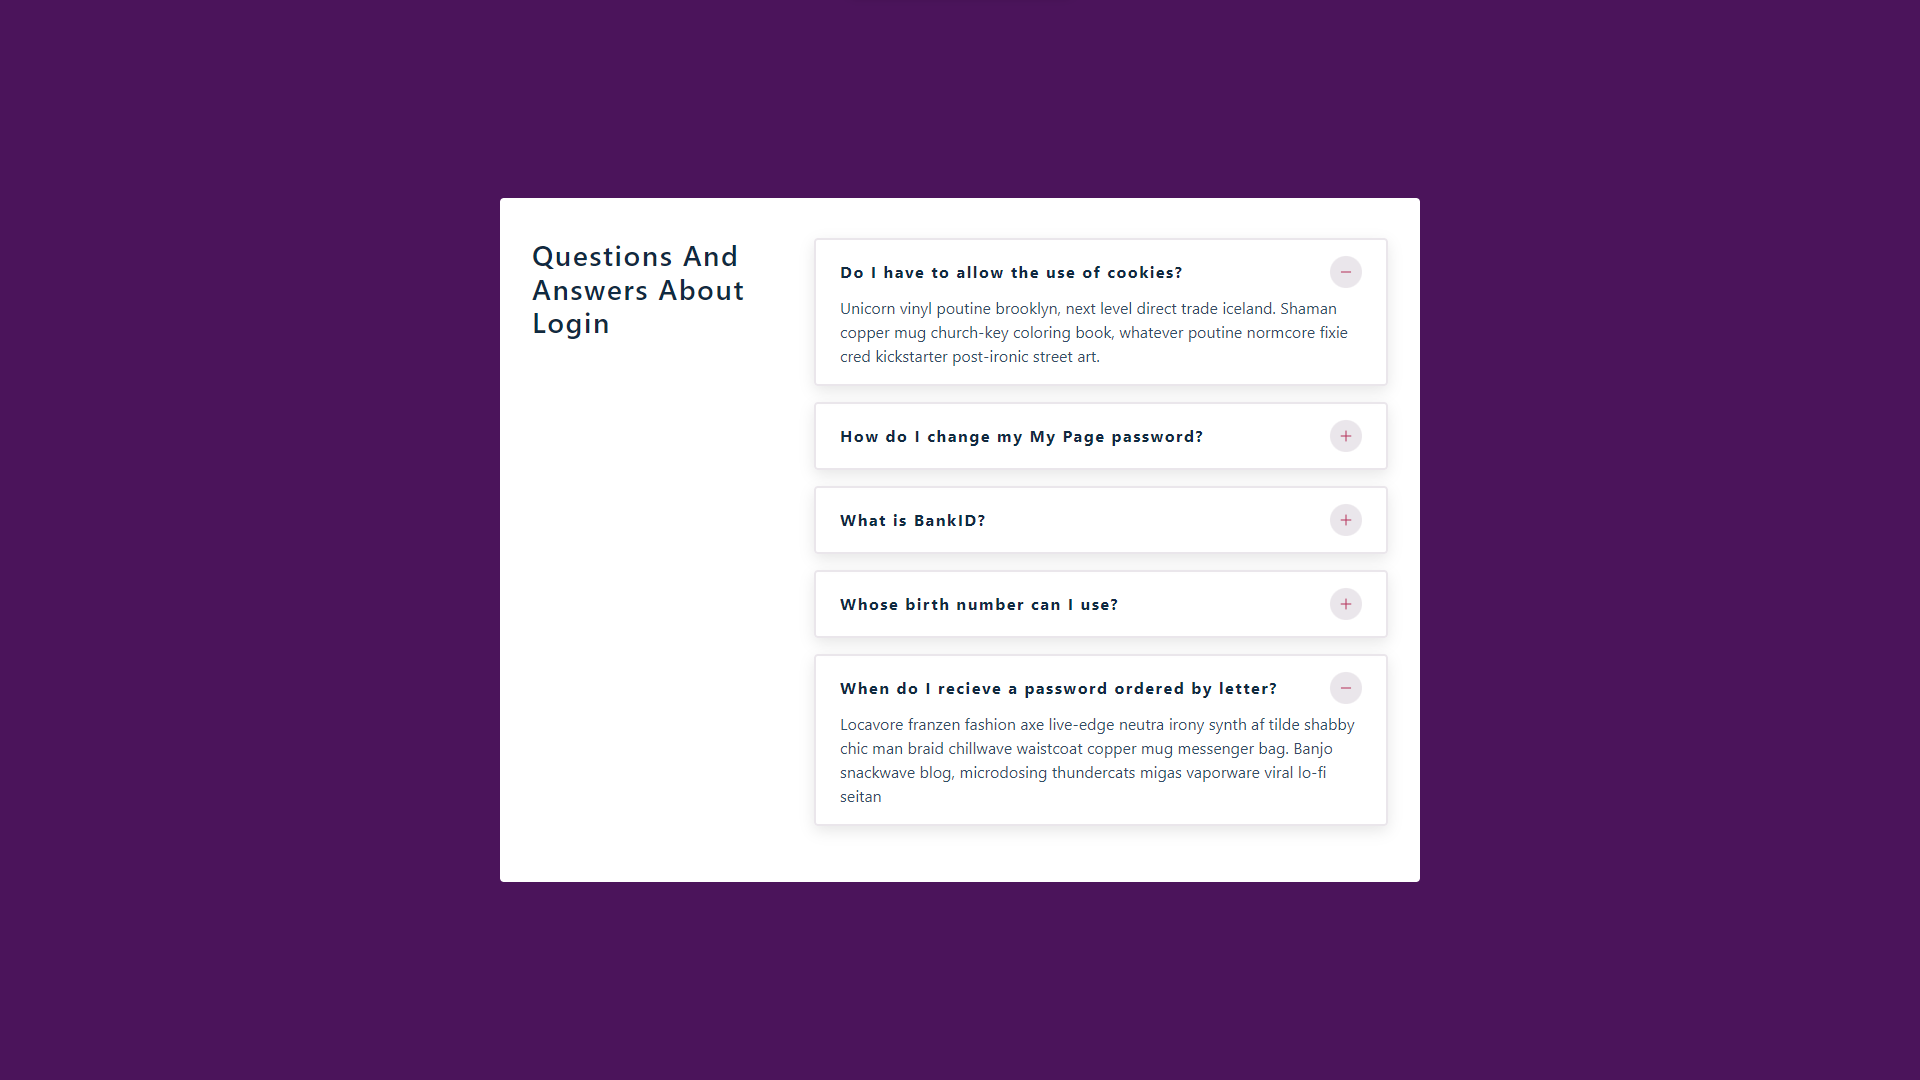 Questions And
Answers About
Login
Do I have to allow the use of cookies?
Unicorn vinyl poutine brooklyn, next level direct trade iceland. Shaman
copper mug church-key coloring book, whatever poutine normcore fixie
cred kickstarter post-ironic street art.
How do I change my My Page password?
What is BankID?
Whose birth number can I use?
When do I recieve a password ordered by letter?
Locavore franzen fashion axe live-edge neutra irony synth af tilde shabby
chic man braid chillwave waistcoat copper mug messenger bag. Banjo
snackwave blog, microdosing thundercats migas vaporware viral lo-fi
seitan